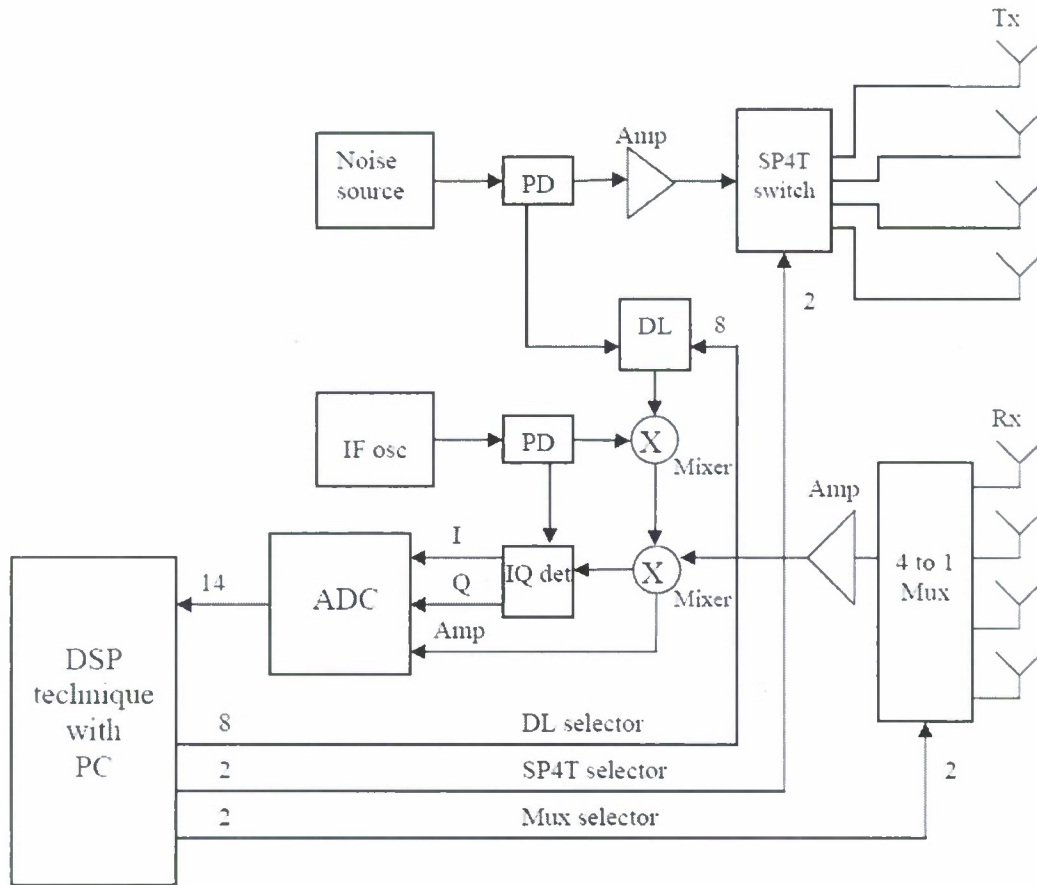 Tx
Noise
source
PD
Amp
SP4T
switch
2
DL
8
IF osc
PD
X
Mixer
Rx
Amp
4 to 1
Mux
I
Q
IQ det
X
Mixer
14
ADC
Amp
DSP
technique
with
PC
8
DL selector
2
SP4T selector
2
Mux selector
2